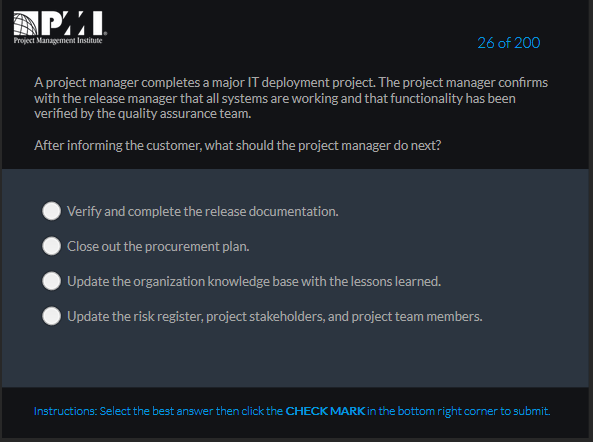 PMI
Project Management Institute
26 of 200
A project manager completes a major IT deployment project. The project manager confirms
with the release manager that all systems are working and that functionality has been
verified by the quality assurance team.
After informing the customer, what should the project manager do next?
Verify and complete the release documentation.
Close out the procurement plan.
Update the organization knowledge base with the lessons learned.
Update the risk register, project stakeholders, and project team members.
Instructions: Select the best answer then click the CHECK MARK in the bottom right corner to submit.